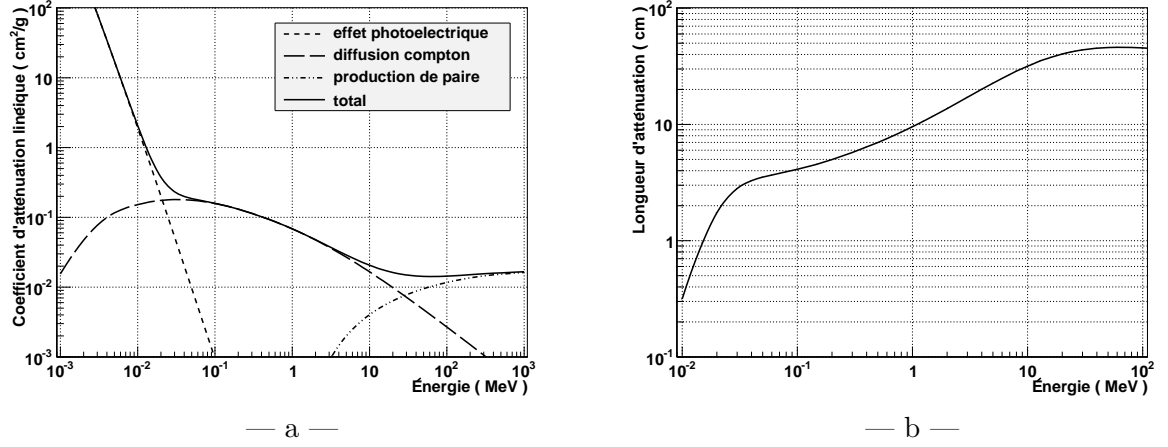 Coefficient d'atténuation linéique ( cm²/g )
10²
10
1
10⁻¹
10⁻²
10⁻³
effet photoelectrique
diffusion compton
production de paire
total
10⁻³ 10⁻² 10⁻¹ 1 10 10² 10³
Énergie ( MeV )
— a —
Longueur d'atténuation ( cm )
10²
10
1
10⁻¹
10⁻² 10⁻¹ 1 10 10²
Énergie ( MeV )
— b —